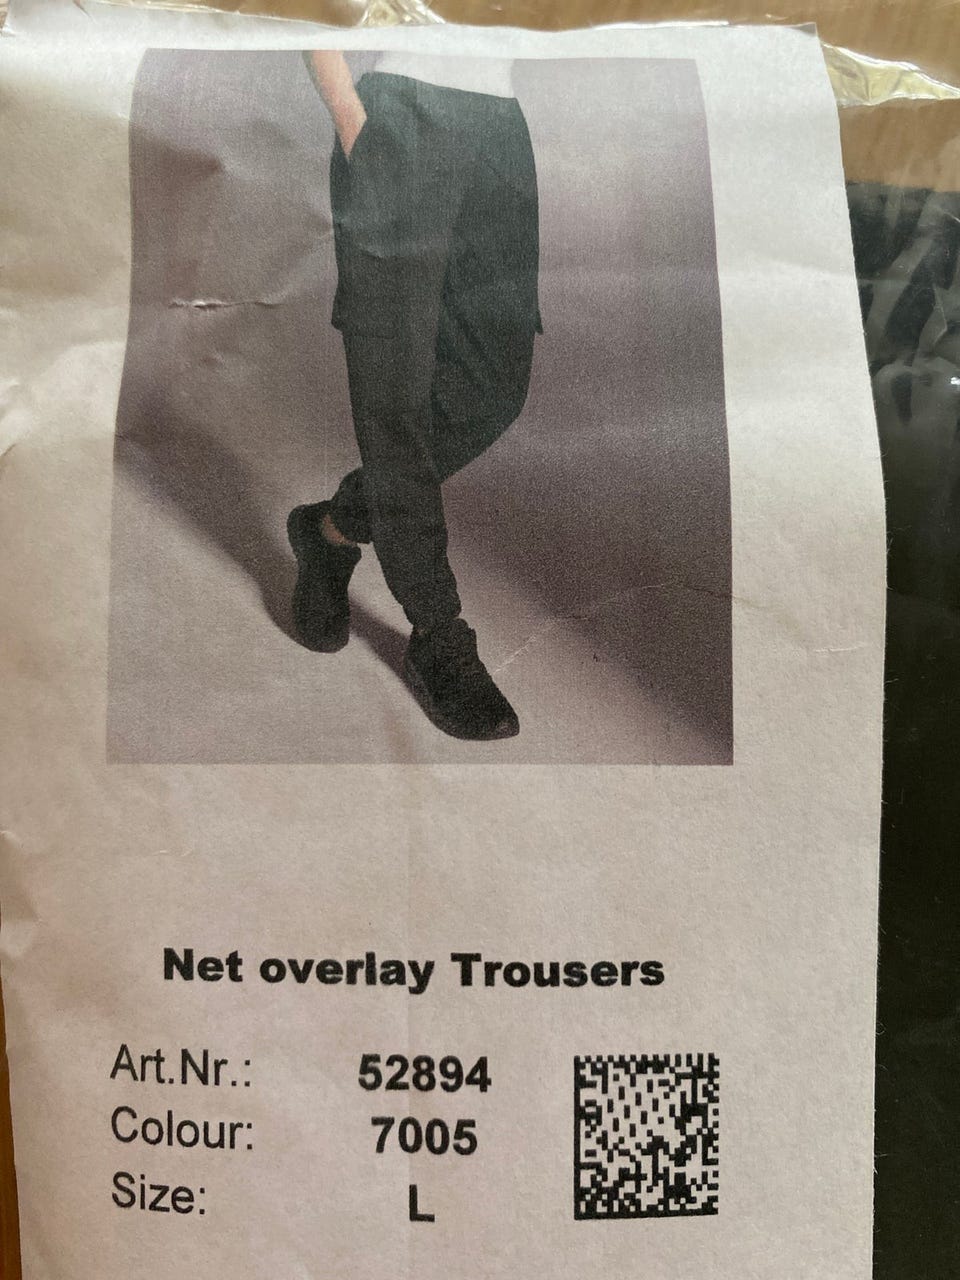 Net overlay Trousers
Art.Nr.: 52894
Colour: 7005
Size: L